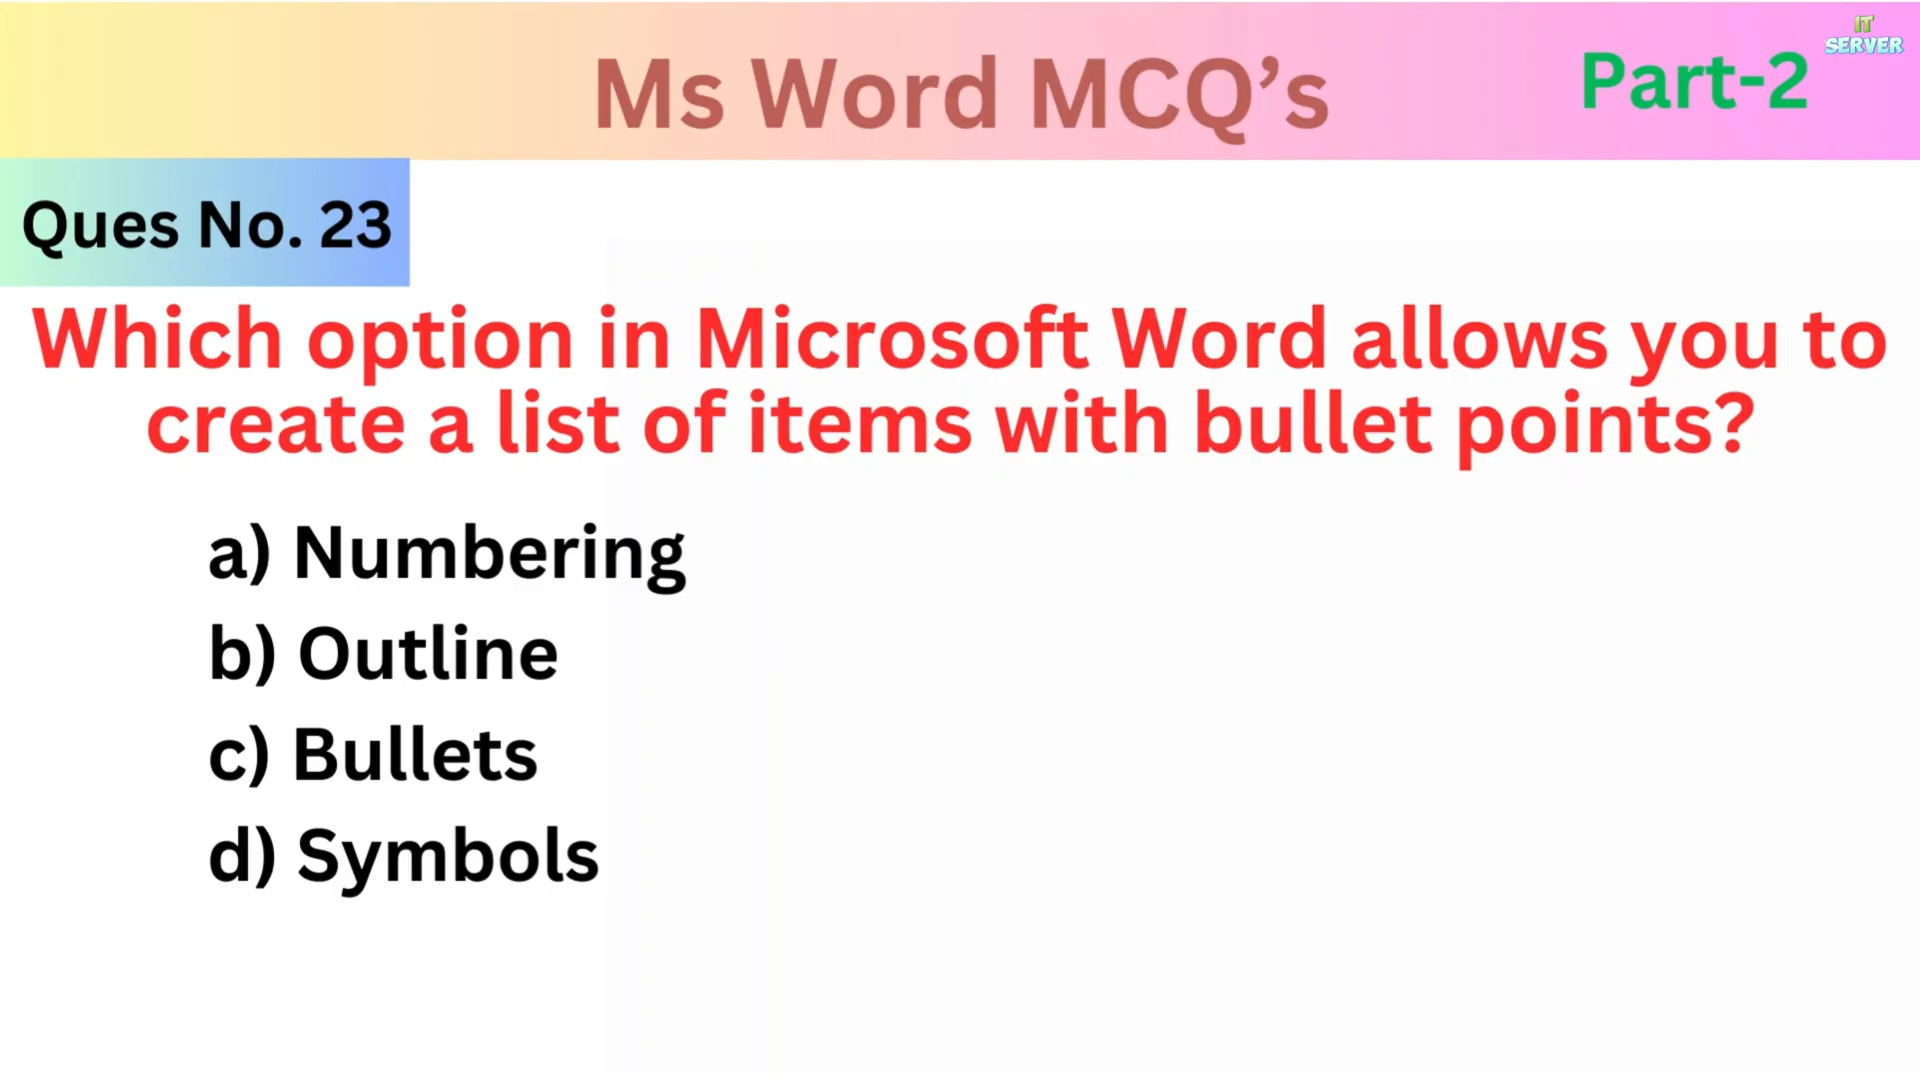 Ms Word MCQ’s
Part-2
IT
SERVER
Ques No. 23
Which option in Microsoft Word allows you to
create a list of items with bullet points?
a) Numbering
b) Outline
c) Bullets
d) Symbols